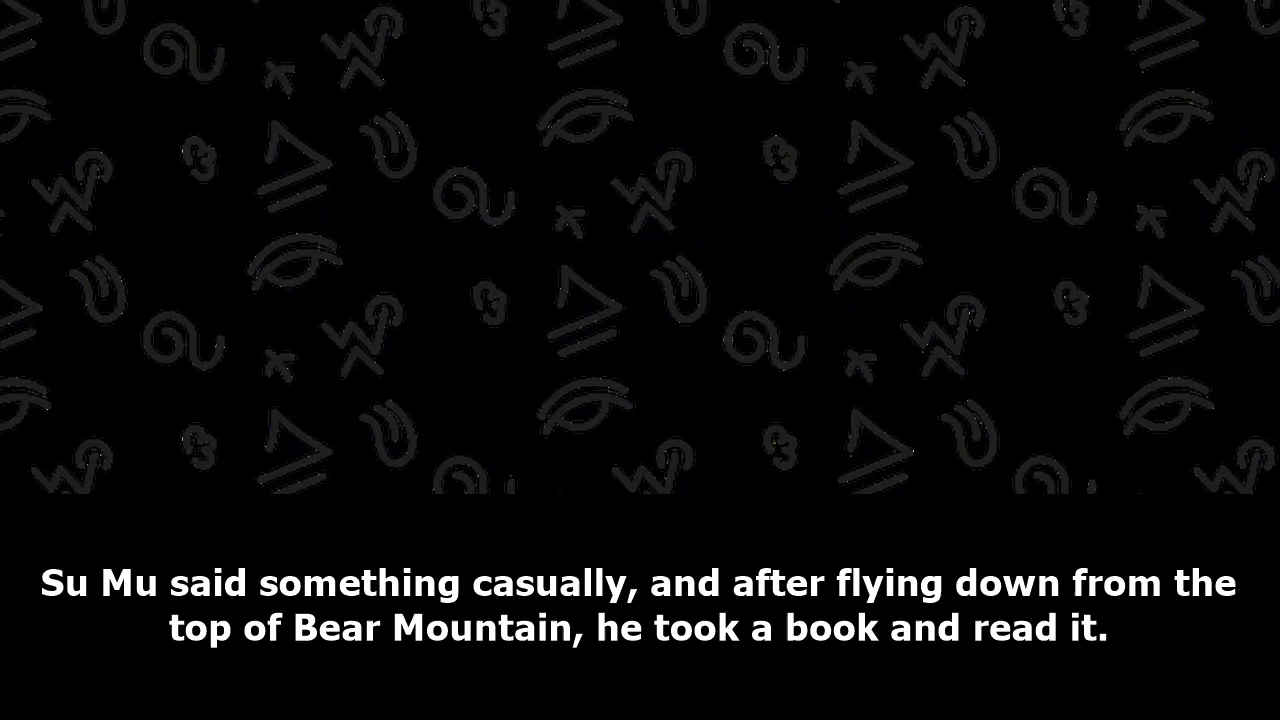 Su Mu said something casually, and after flying down from the
top of Bear Mountain, he took a book and read it.